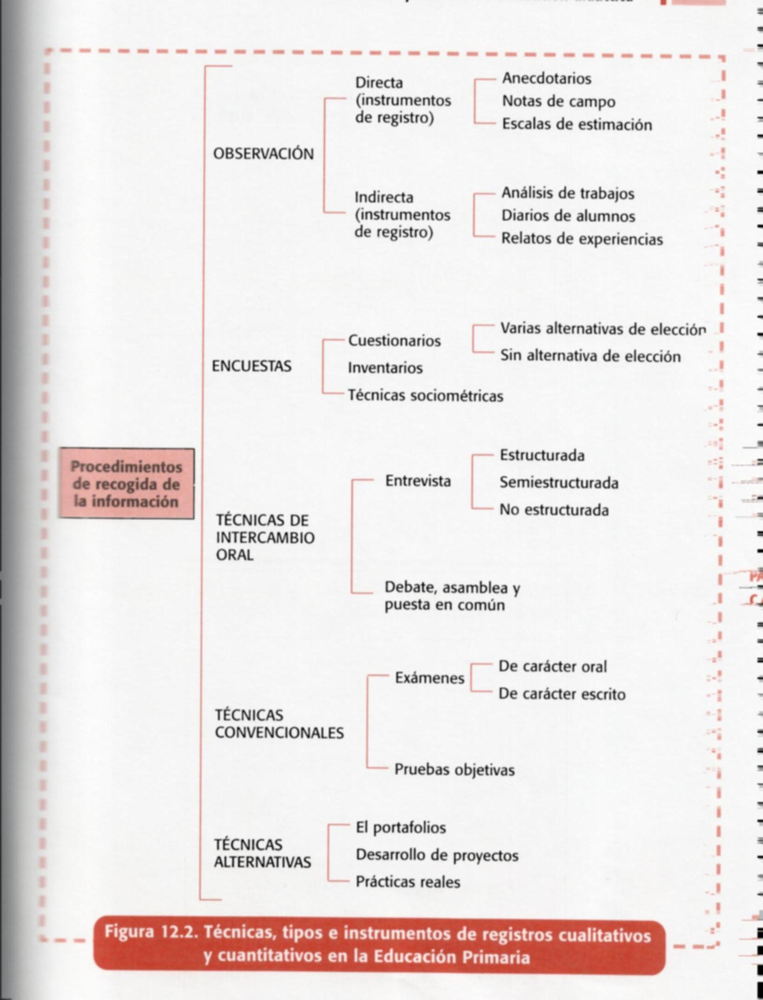 Directa
(instrumentos
de registro)
Anecdotarios
Notas de campo
Escalas de estimación
OBSERVACIÓN
Indirecta
(instrumentos
de registro)
Análisis de trabajos
Diarios de alumnos
Relatos de experiencias
ENCUESTAS
Cuestionarios
Varias alternativas de elección
Sin alternativa de elección
Inventarios
Técnicas sociométricas
Procedimientos
de recogida de
la información
TÉCNICAS DE
INTERCAMBIO
ORAL
Entrevista
Estructurada
Semiestructurada
No estructurada
Debate, asamblea y
puesta en común
TÉCNICAS
CONVENCIONALES
Exámenes
De carácter oral
De carácter escrito
Pruebas objetivas
TÉCNICAS
ALTERNATIVAS
El portafolios
Desarrollo de proyectos
Prácticas reales
Figura 12.2. Técnicas, tipos e instrumentos de registros cualitativos
y cuantitativos en la Educación Primaria